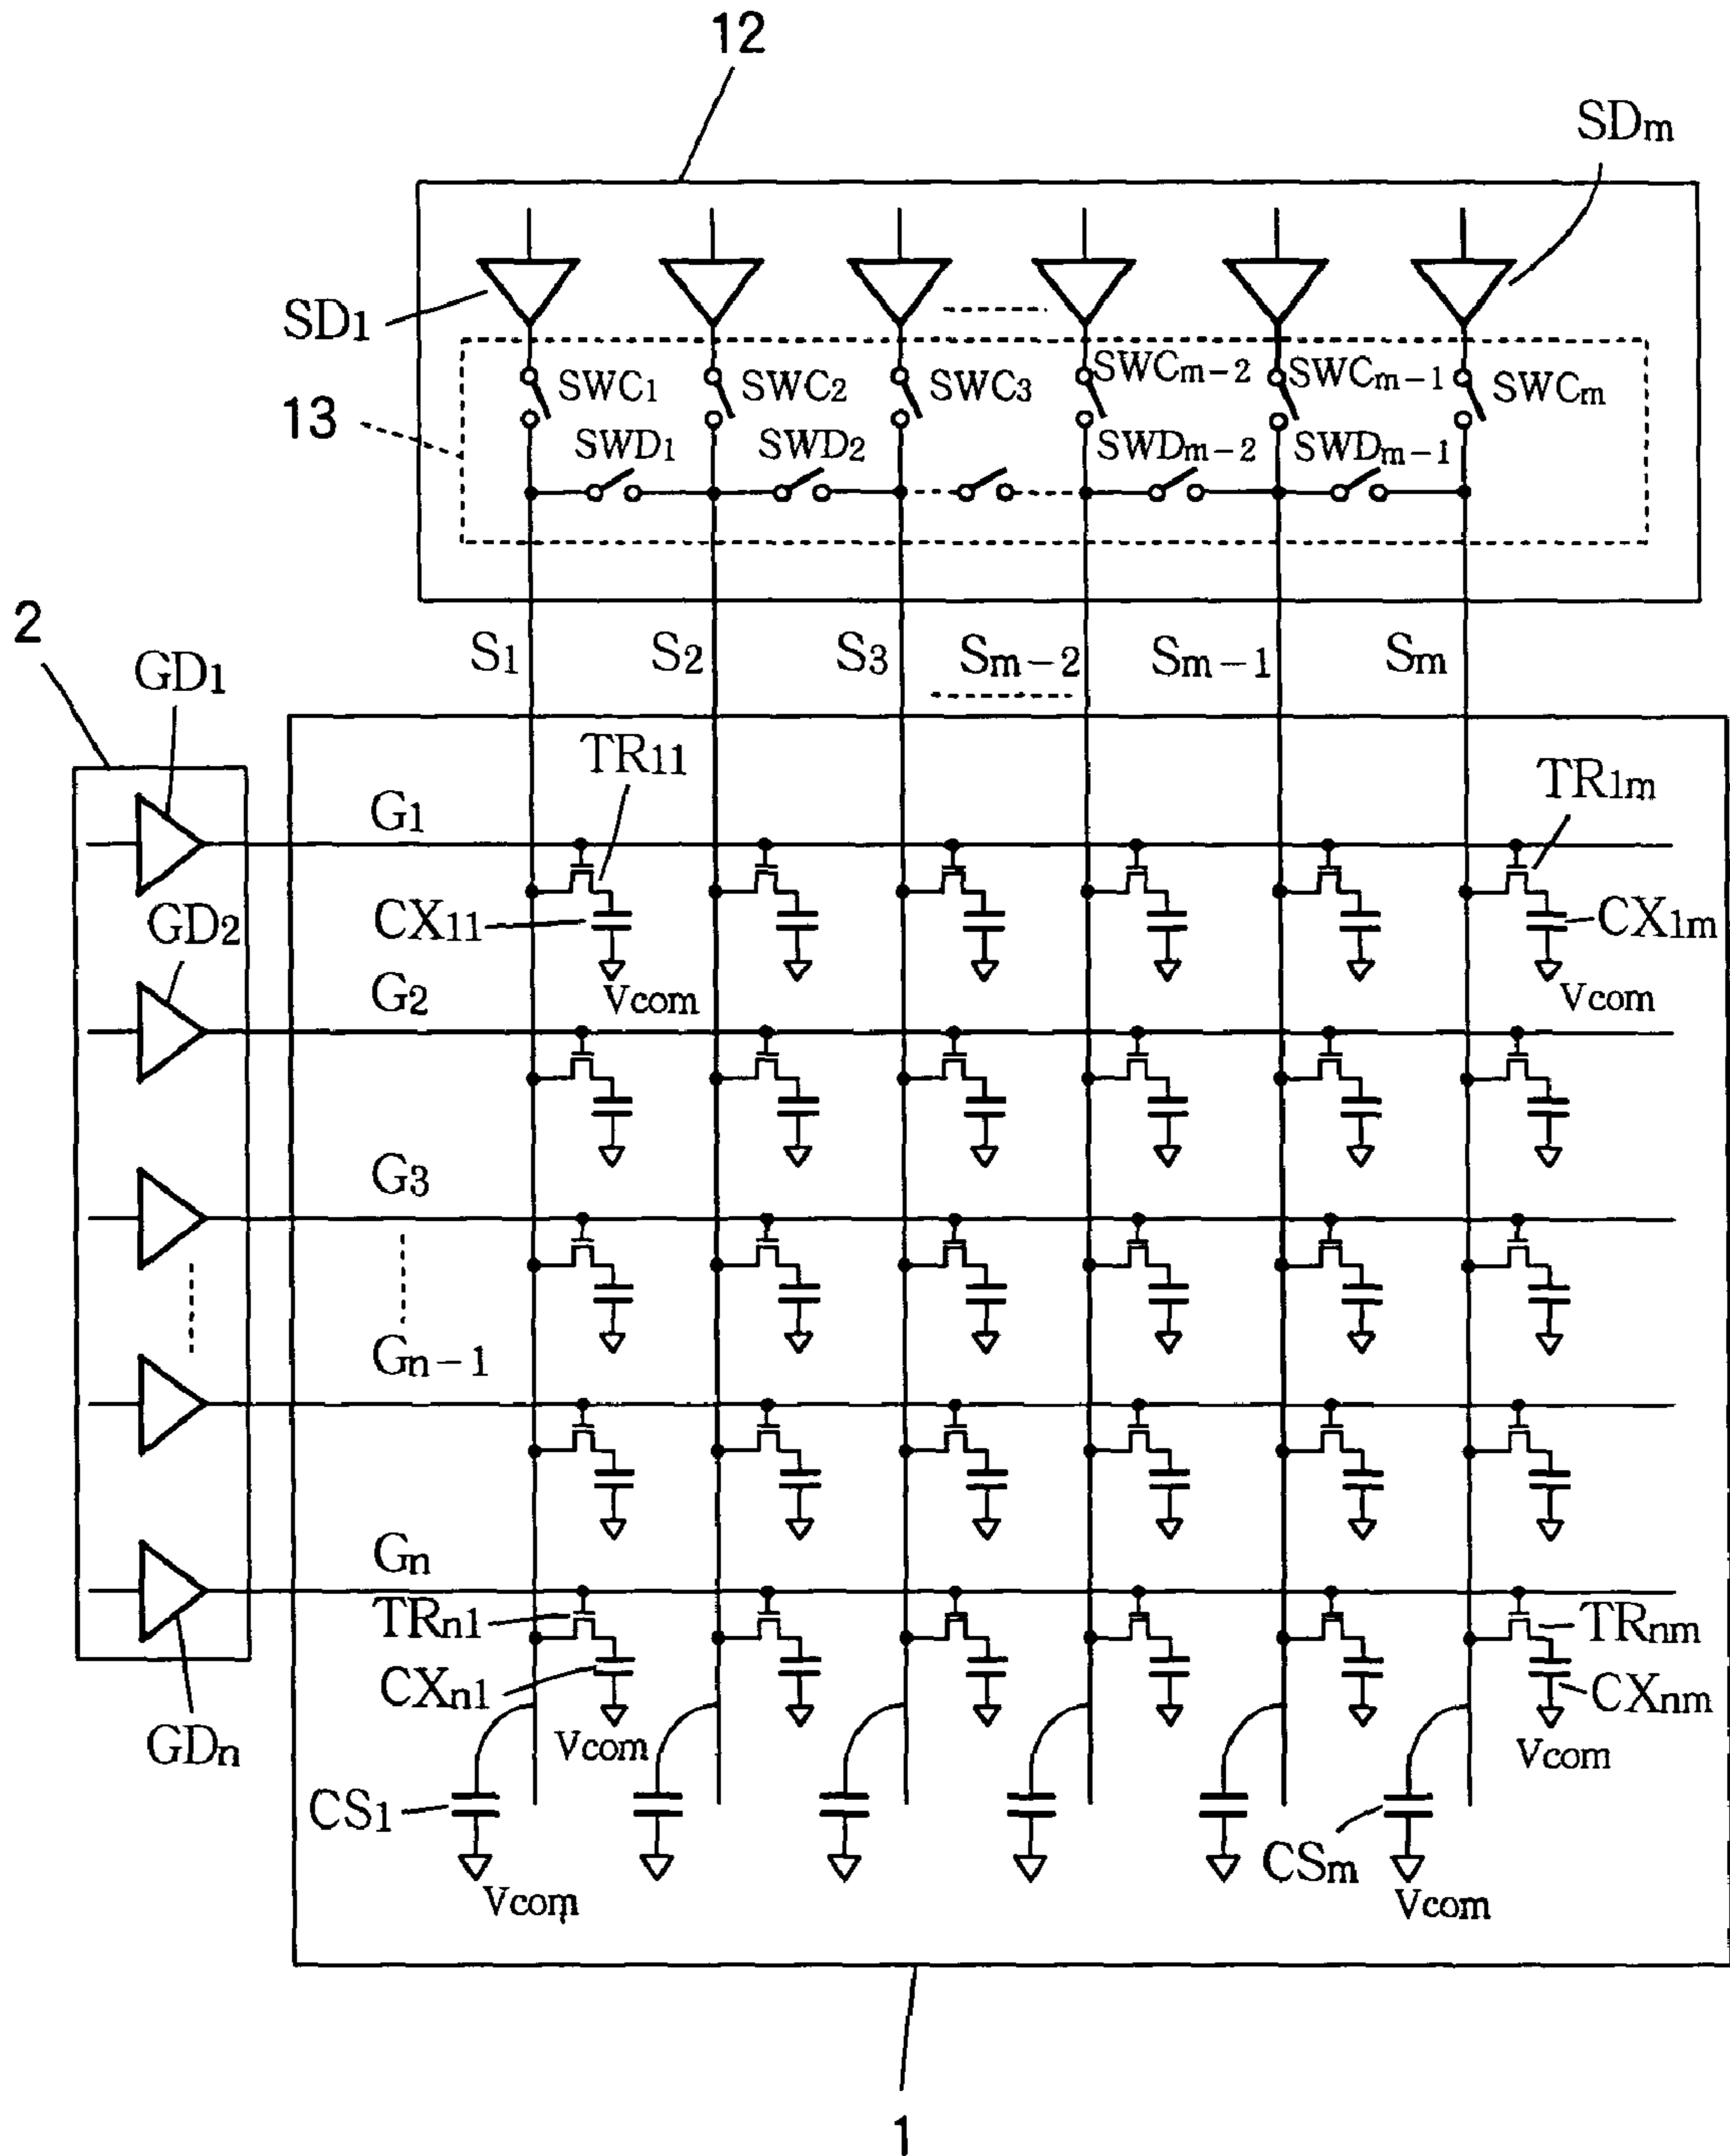 12
SDm
SD1
SWC1 SWC2 SWC3 SWCm-2 SWCm-1 SWCm
13
SWD1 SWD2 SWDm-2 SWDm-1
2
S1 S2 S3 Sm-2 Sm-1 Sm
GD1
TR11 TR1m
G1
CX11 CX1m
GD2
G2 Vcom Vcom
G3
Gn-1
Gn
TRn1 TRnm
CXn1 CXnm
GDn Vcom Vcom
CS1 CSm
Vcom Vcom
1